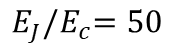 E_J/E_c = 50